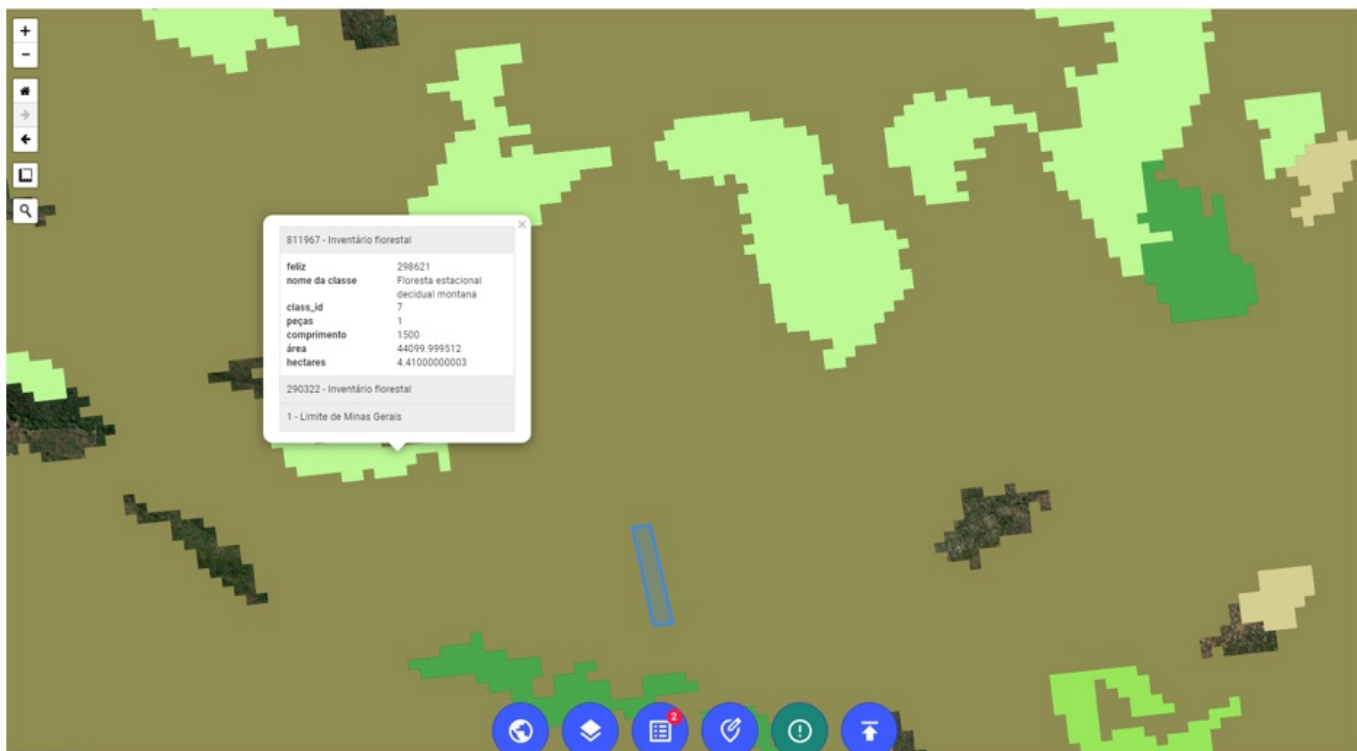 811967 - Inventário florestal
feliz 298621
nome da classe Floresta estacional
decidual montana
class_id 7
peças 1
comprimento 1500
área 44099.999512
hectares 4.41000000003
290322 - Inventário florestal
1 - Limite de Minas Gerais
2